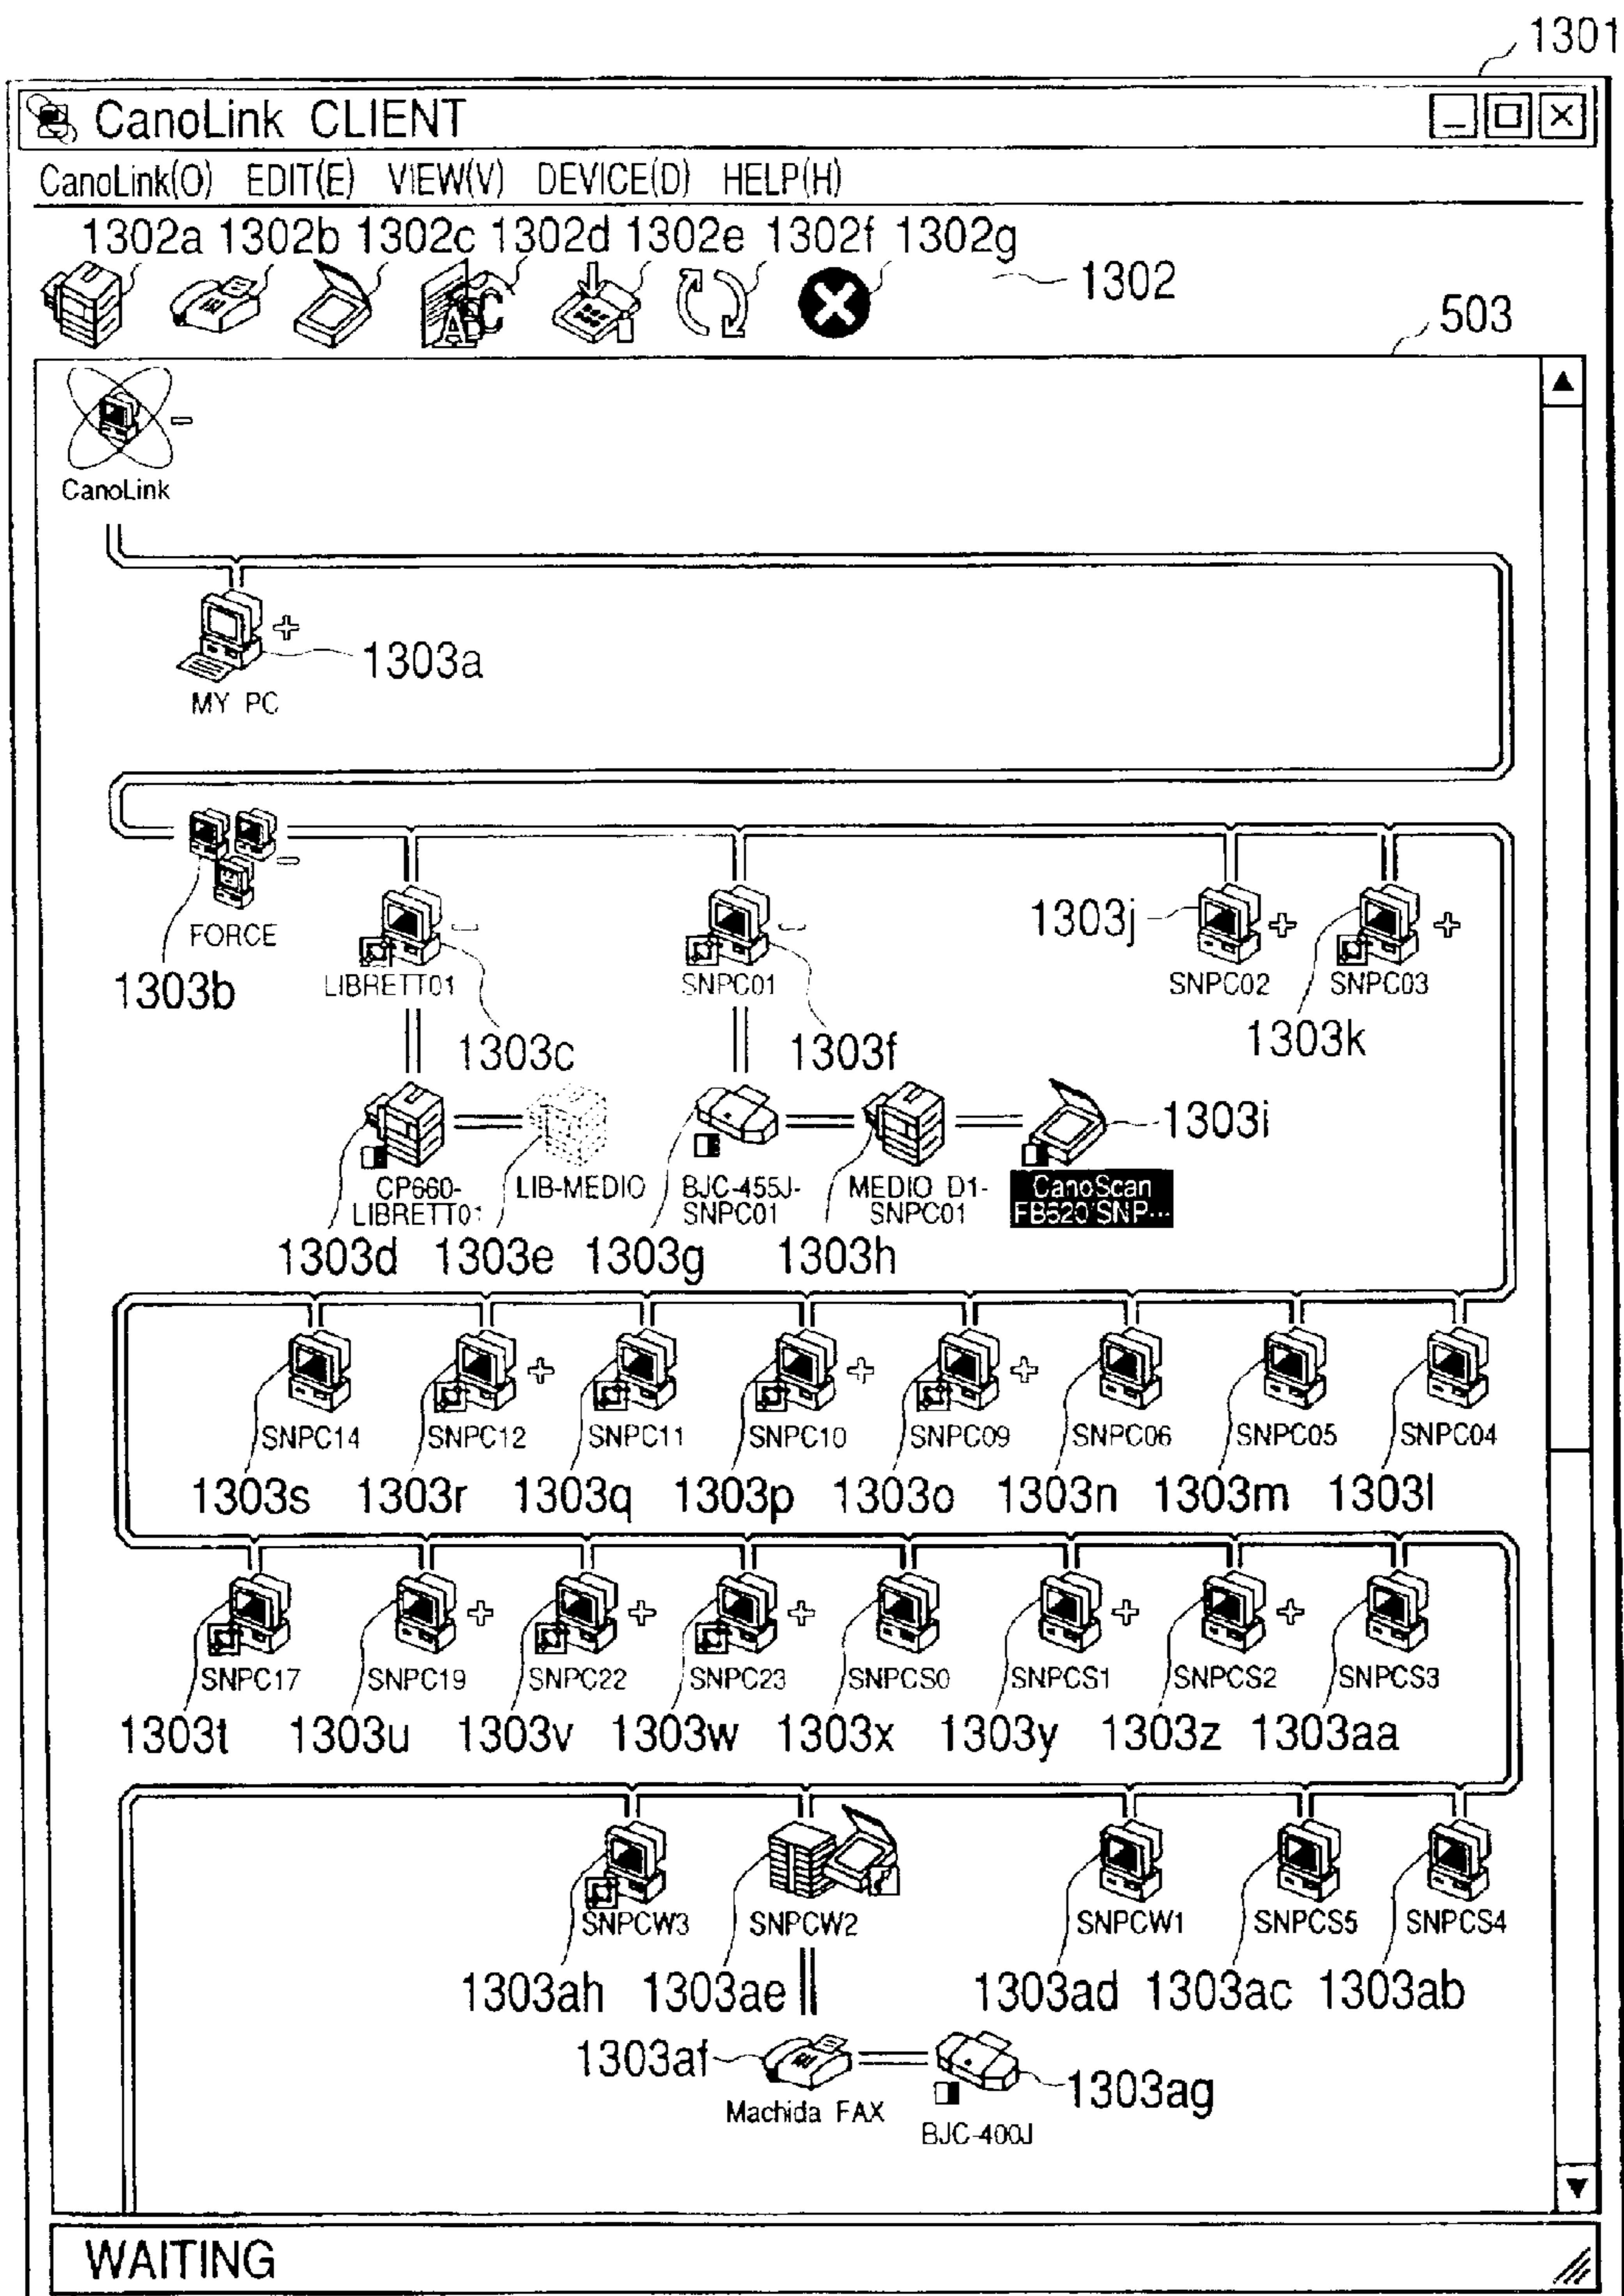 1301
CanoLink CLIENT
CanoLink(O) EDIT(E) VIEW(V) DEVICE(D) HELP(H)
1302a 1302b 1302c 1302d 1302e 1302f 1302g
1302
503
CanoLink
1303a
MY PC
FORCE
1303b
LIBRETT01
1303c
SNPC01
1303f
1303j
SNPC02
SNPC03
1303k
1303i
CP660-
LIBRETT01
LIB-MEDIO
BJC-455J-
SNPC01
MEDIO D1-
SNPC01
CanoScan
FB520'SNP...
1303d 1303e 1303g 1303h
SNPC14 SNPC12 SNPC11 SNPC10 SNPC09 SNPC06 SNPC05 SNPC04
1303s 1303r 1303q 1303p 1303o 1303n 1303m 1303l
SNPC17 SNPC19 SNPC22 SNPC23 SNPCS0 SNPCS1 SNPCS2 SNPCS3
1303t 1303u 1303v 1303w 1303x 1303y 1303z 1303aa
SNPCW3 SNPCW2 SNPCW1 SNPCS5 SNPCS4
1303ah 1303ae 1303ad 1303ac 1303ab
1303af
1303ag
Machida FAX
BJC-400J
WAITING